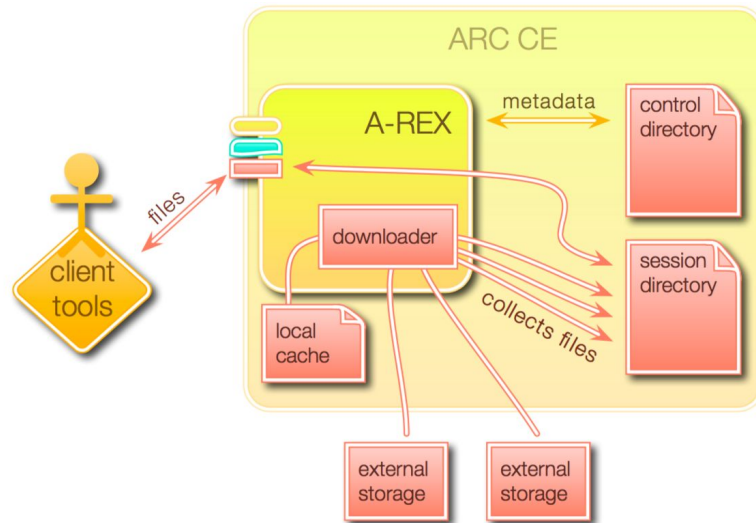 ARC CE
A-REX
metadata
control
directory
files
client
tools
downloader
session
directory
collects files
local
cache
external
storage
external
storage